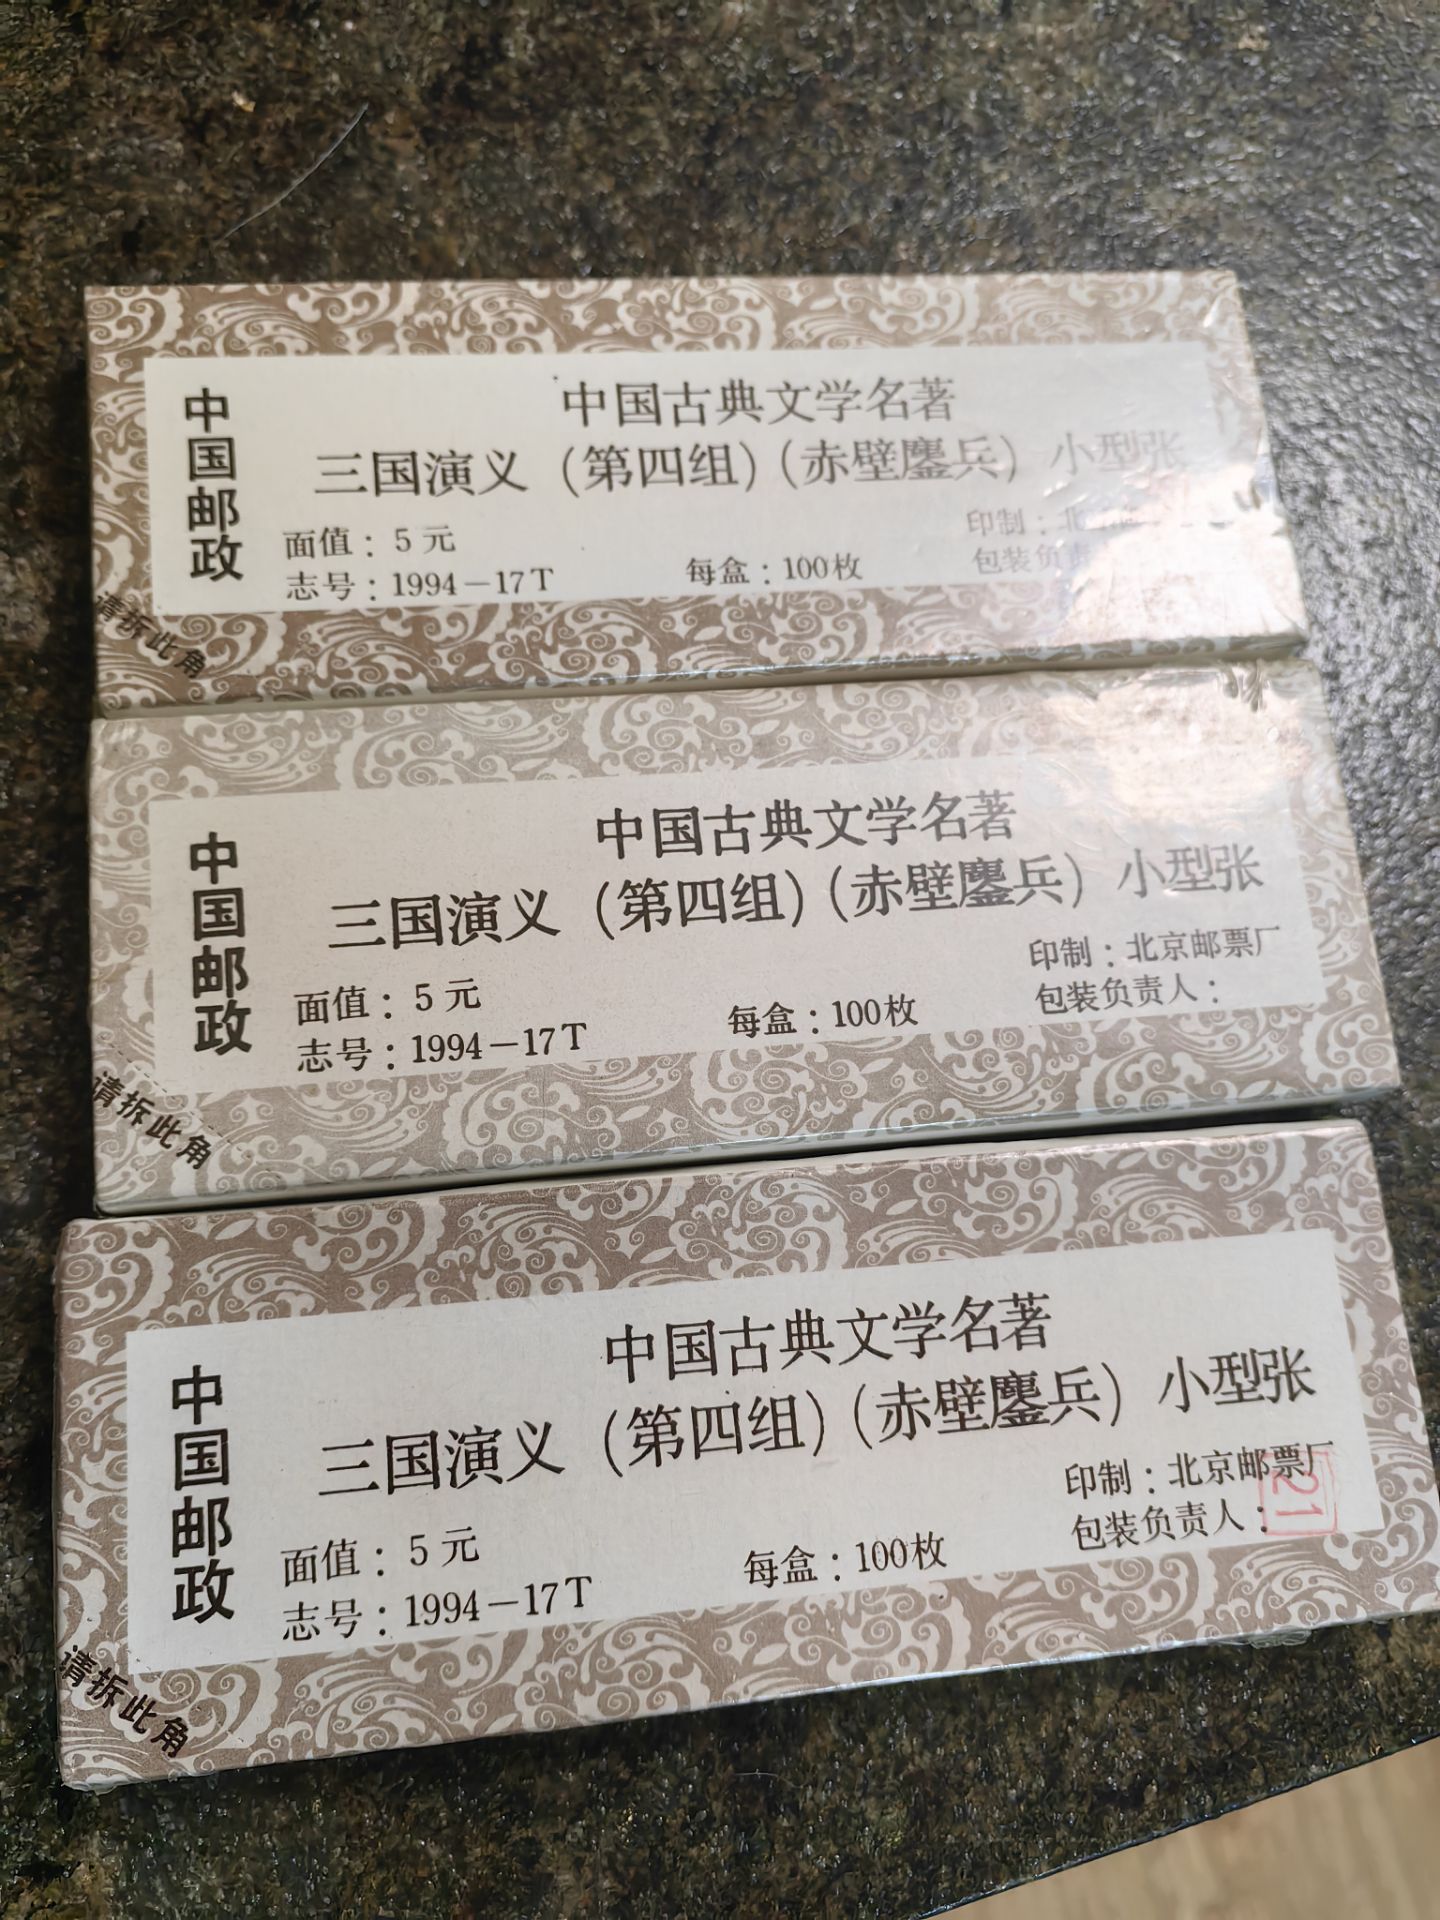 中国邮政
中国古典文学名著
三国演义（第四组）（赤壁鏖兵）小型张
面值：5元
志号：1994－17T
每盒：100枚
印制：北
包装负责
请拆此角
中国邮政
中国古典文学名著
三国演义（第四组）（赤壁鏖兵）小型张
面值：5元
志号：1994－17T
每盒：100枚
印制：北京邮票厂
包装负责人：
请拆此角
中国邮政
中国古典文学名著
三国演义（第四组）（赤壁鏖兵）小型张
面值：5元
志号：1994－17T
每盒：100枚
印制：北京邮票厂
包装负责人：
21
请拆此角